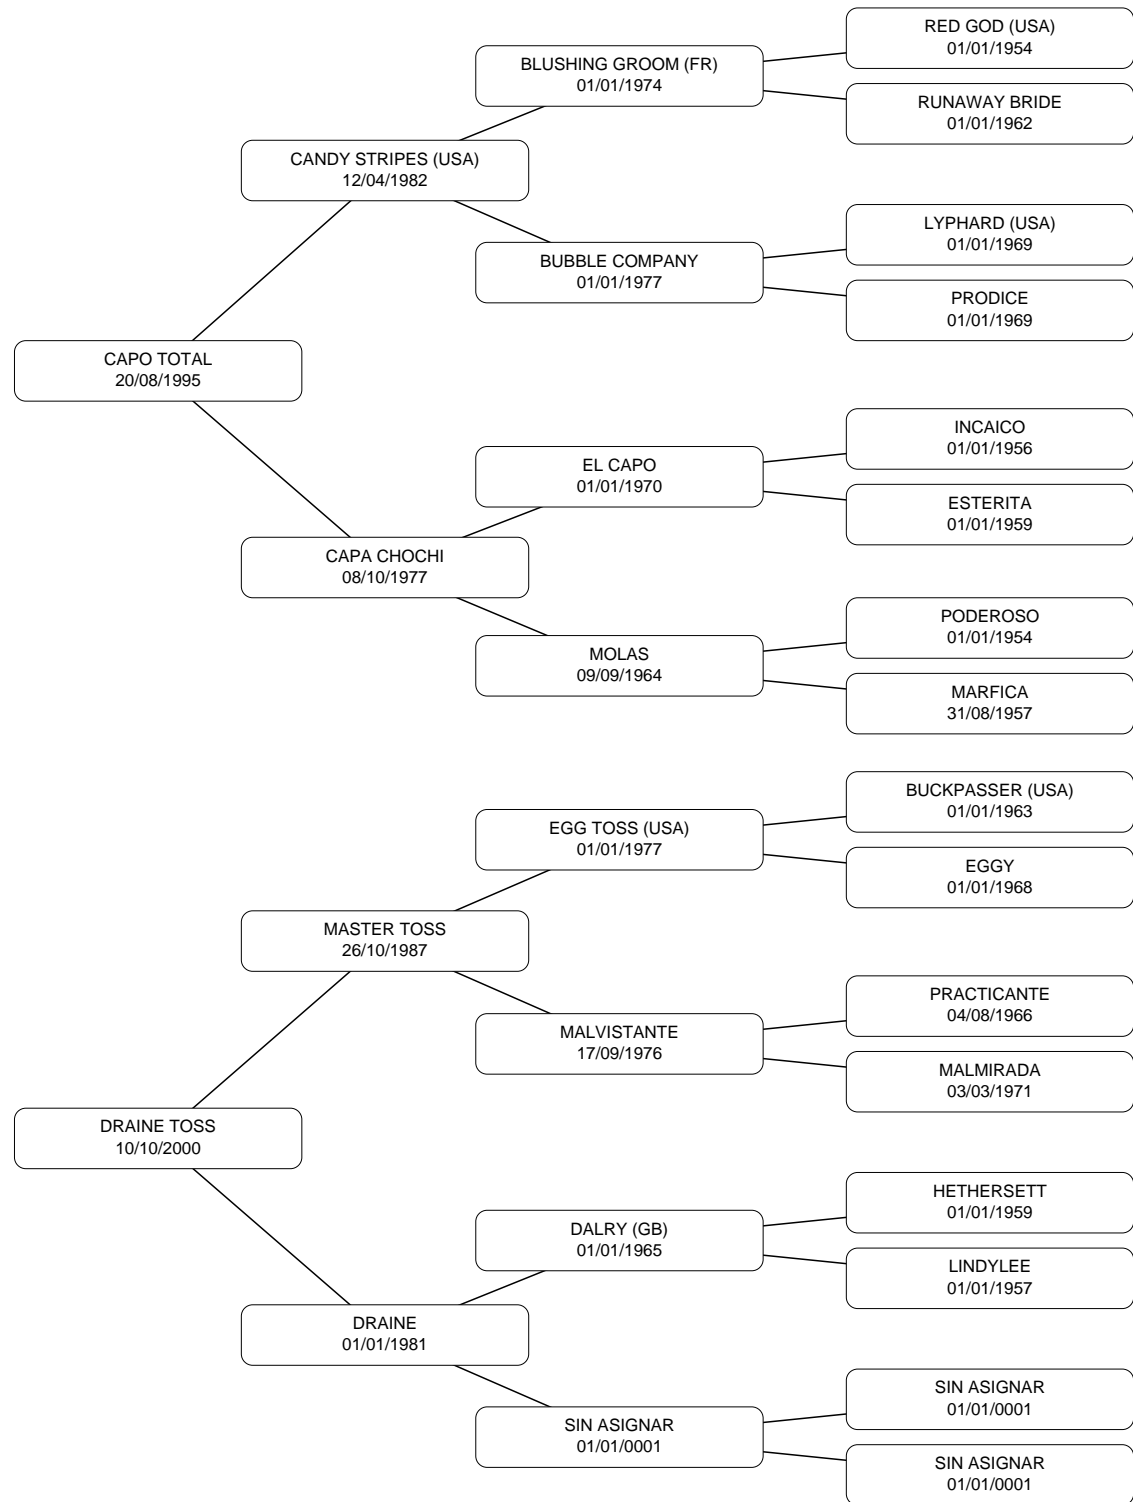 RED GOD (USA)
01/01/1954
BLUSHING GROOM (FR)
01/01/1974
RUNAWAY BRIDE
01/01/1962
CANDY STRIPES (USA)
12/04/1982
LYPHARD (USA)
01/01/1969
BUBBLE COMPANY
01/01/1977
PRODICE
01/01/1969
CAPO TOTAL
20/08/1995
INCAICO
01/01/1956
EL CAPO
01/01/1970
ESTERITA
01/01/1959
CAPA CHOCHI
08/10/1977
PODEROSO
01/01/1954
MOLAS
09/09/1964
MARFICA
31/08/1957
BUCKPASSER (USA)
01/01/1963
EGG TOSS (USA)
01/01/1977
EGGY
01/01/1968
MASTER TOSS
26/10/1987
PRACTICANTE
04/08/1966
MALVISTANTE
17/09/1976
MALMIRADA
03/03/1971
DRAINE TOSS
10/10/2000
HETHERSETT
01/01/1959
DALRY (GB)
01/01/1965
LINDYLEE
01/01/1957
DRAINE
01/01/1981
SIN ASIGNAR
01/01/0001
SIN ASIGNAR
01/01/0001
SIN ASIGNAR
01/01/0001